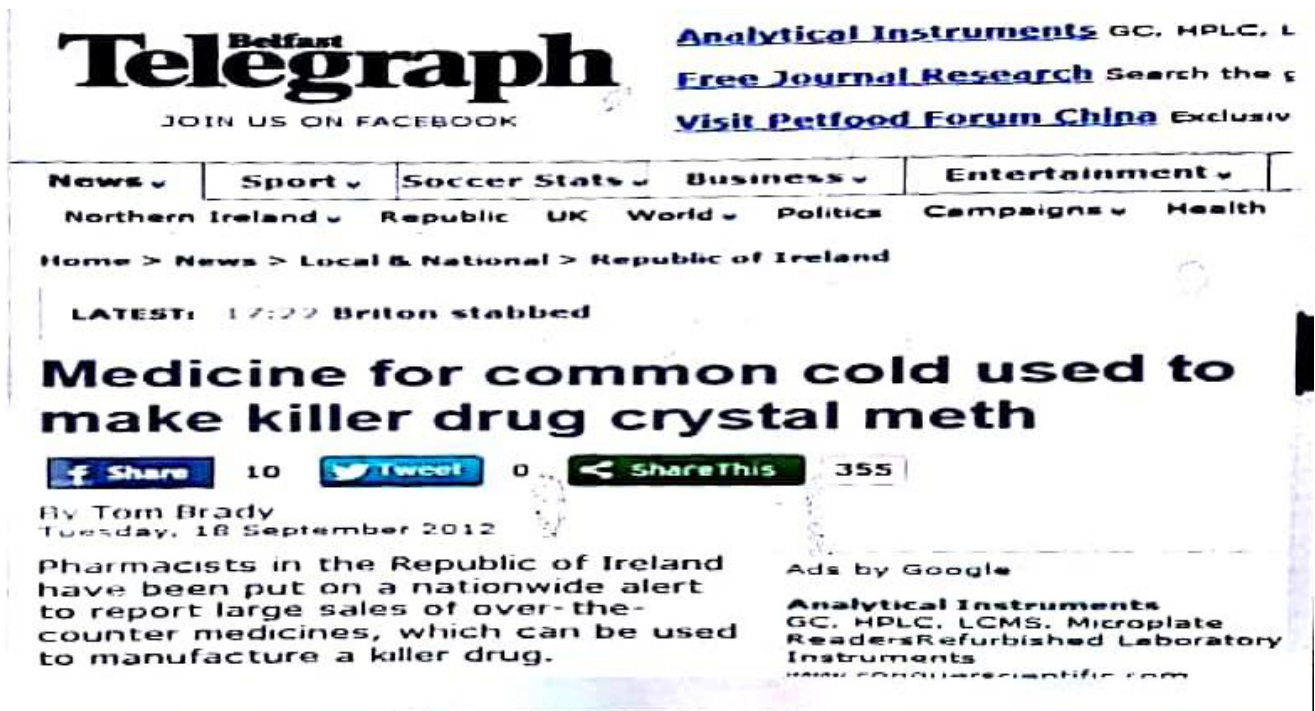 Belfast
Telegraph
JOIN US ON FACEBOOK
Analytical Instruments GC, HPLC, L
Free Journal Research Search the
Visit Petfood Forum China Exclusiv
News Sport Soccer Stats Business Entertainment
Northern Ireland Republic UK World Politics Campaigns Health
Home > News > Local & National > Republic of Ireland
LATEST: 17:22 Briton stabbed
Medicine for common cold used to
make killer drug crystal meth
Share 10 Tweet 0 ShareThis 355
By Tom Brady
Tuesday, 18 September 2012
Pharmacists in the Republic of Ireland
have been put on a nationwide alert
to report large sales of over-the-
counter medicines, which can be used
to manufacture a killer drug.
Ads by Google
Analytical Instruments
GC, HPLC, LCMS, Microplate
ReadersRefurbished Laboratory
Instruments